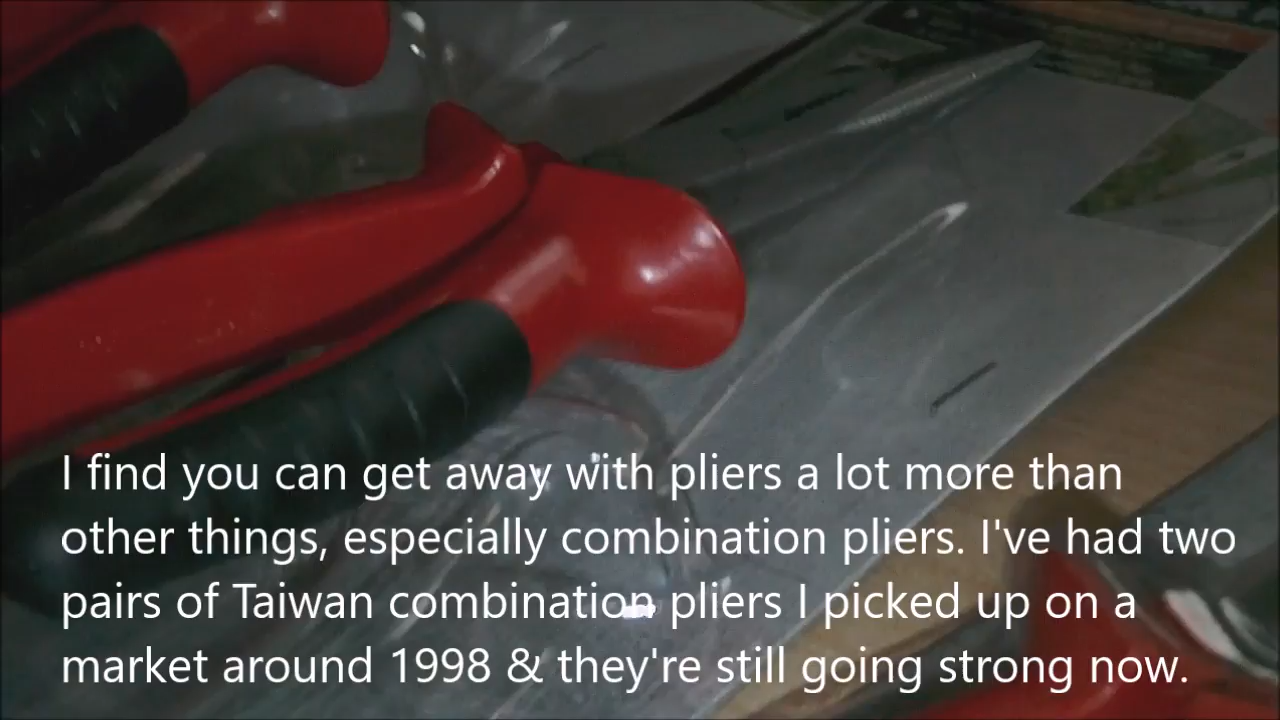 I find you can get away with pliers a lot more than
other things, especially combination pliers. I've had two
pairs of Taiwan combination pliers I picked up on a
market around 1998 & they're still going strong now.